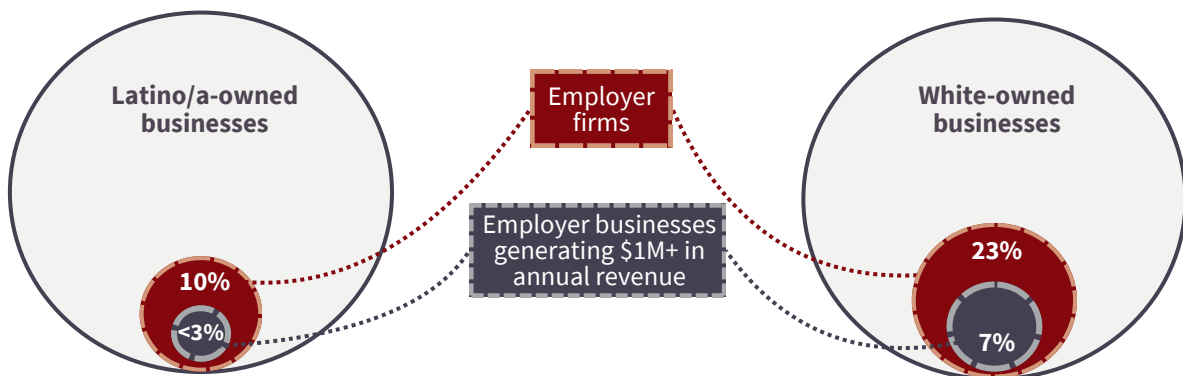 Latino/a-owned
businesses
10%
<3%
Employer
firms
Employer businesses
generating $1M+ in
annual revenue
White-owned
businesses
23%
7%